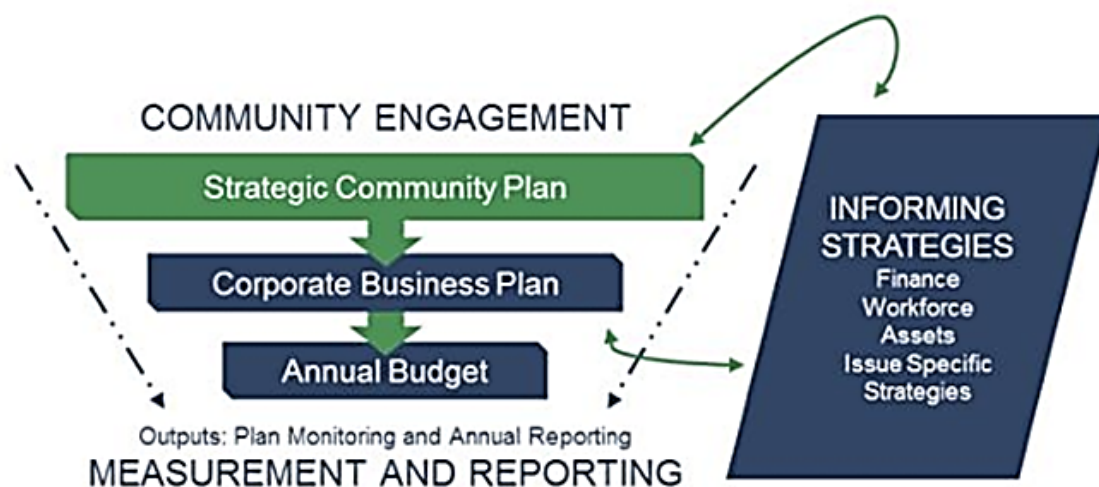 COMMUNITY ENGAGEMENT
Strategic Community Plan
Corporate Business Plan
Annual Budget
Outputs: Plan Monitoring and Annual Reporting
MEASUREMENT AND REPORTING
INFORMING
STRATEGIES
Finance
Workforce
Assets
Issue Specific
Strategies